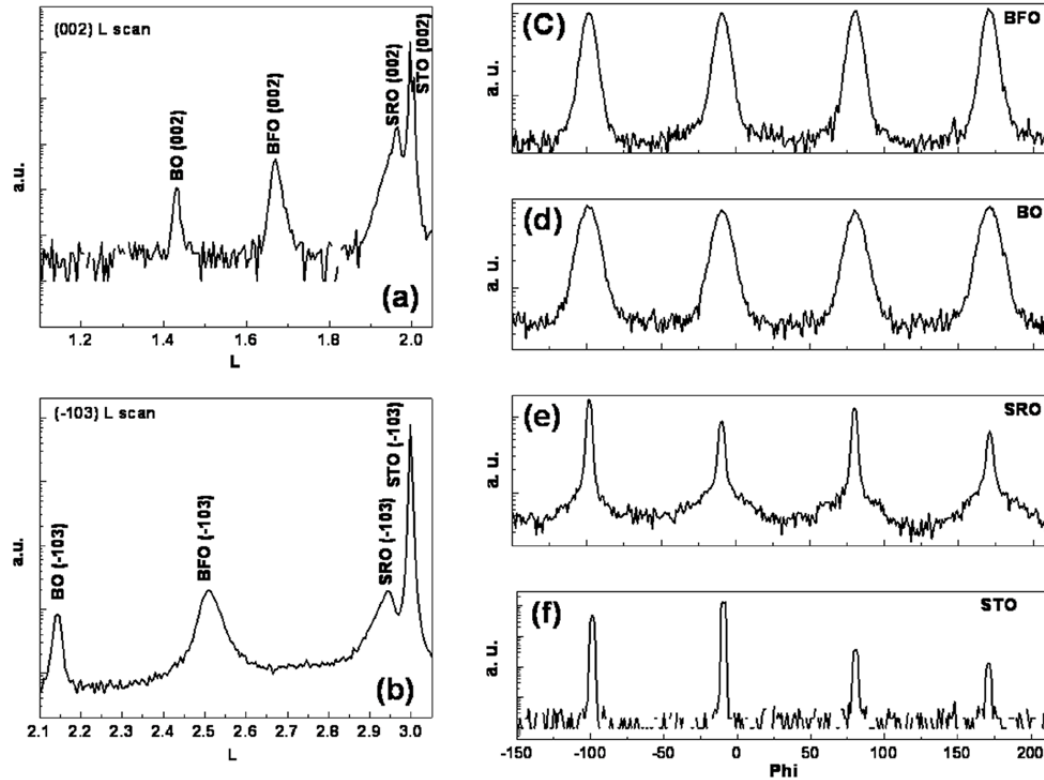 (002) L scan
BO (002)
BFO (002)
SRO (002)
STO (002)
a.u.
(a)
1.2 1.4 1.6 1.8 2.0
L
(-103) L scan
BO (-103)
BFO (-103)
SRO (-103)
STO (-103)
a.u.
(b)
2.1 2.2 2.3 2.4 2.5 2.6 2.7 2.8 2.9 3.0
L
(C)
BFO
a. u.
(d)
BO
a. u.
(e)
SRO
a. u.
(f)
STO
a. u.
-150 -100 -50 0 50 100 150 200
Phi